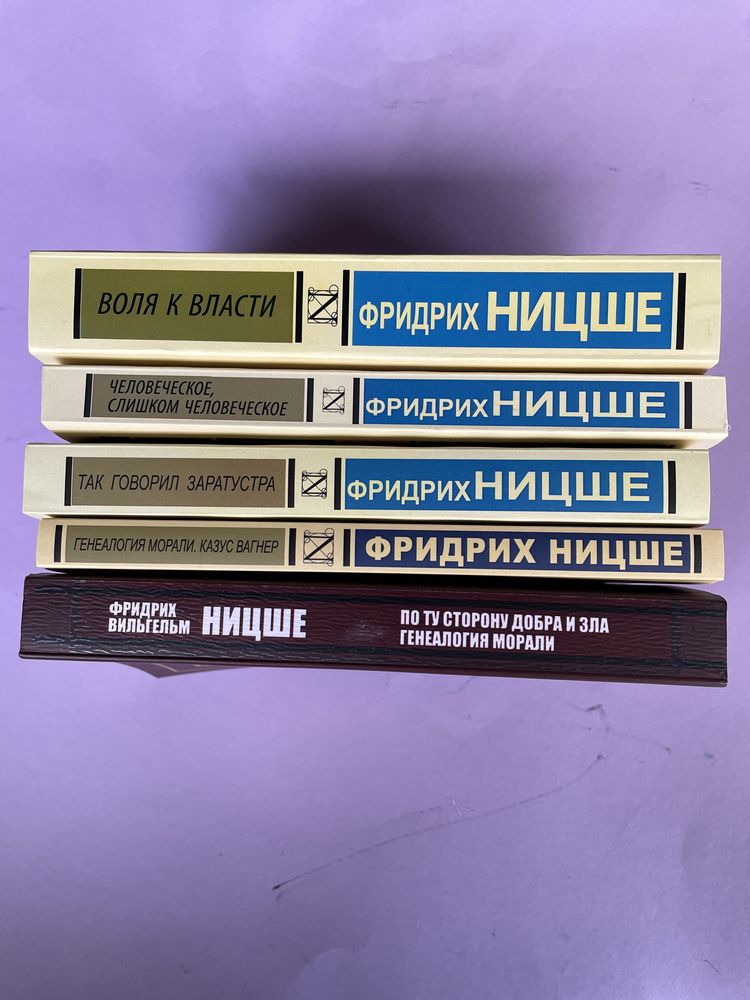 ВОЛЯ К ВЛАСТИ
ФРИДРИХ НИЦШЕ
ЧЕЛОВЕЧЕСКОЕ,
СЛИШКОМ ЧЕЛОВЕЧЕСКОЕ
ФРИДРИХ НИЦШЕ
ТАК ГОВОРИЛ ЗАРАТУСТРА
ФРИДРИХ НИЦШЕ
ГЕНЕАЛОГИЯ МОРАЛИ. КАЗУС ВАГНЕР
ФРИДРИХ НИЦШЕ
ФРИДРИХ
ВИЛЬГЕЛЬМ
НИЦШЕ
ПО ТУ СТОРОНУ ДОБРА И ЗЛА
ГЕНЕАЛОГИЯ МОРАЛИ